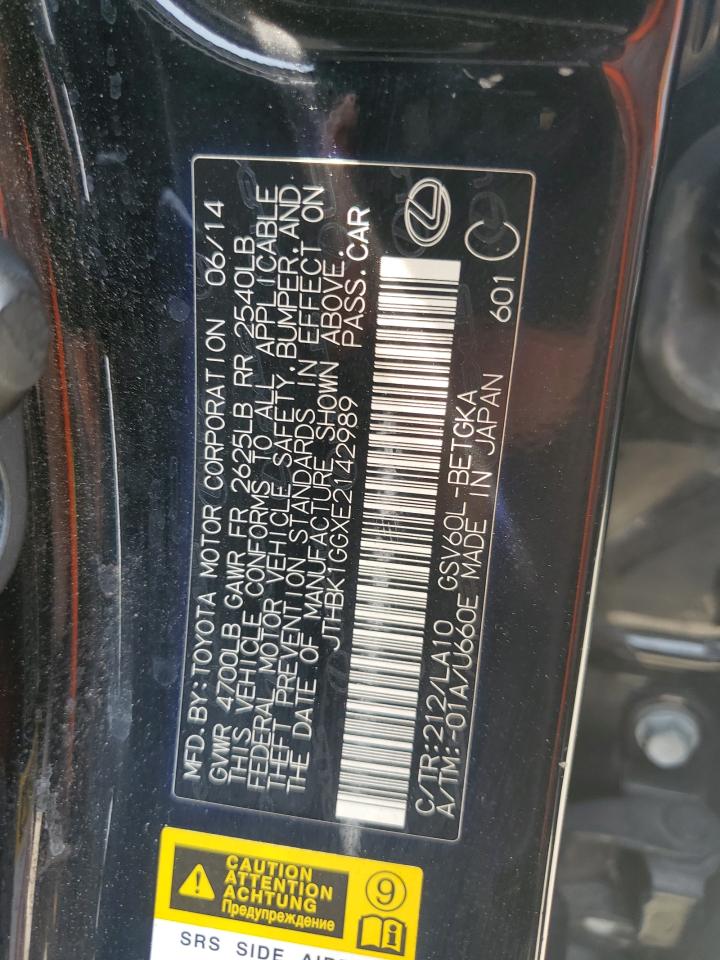 MFD.BY: TOYOTA MOTOR CORPORATION 06/14
GVWR 4700LB GAWR FR 2625LB RR 2540LB
THIS VEHICLE CONFORMS TO ALL APPLICABLE
FEDERAL MOTOR VEHICLE SAFETY, BUMPER, AND
THEFT PREVENTION STANDARDS IN EFFECT ON
THE DATE OF MANUFACTURE SHOWN ABOVE.
JTHBK1GGXE2142989 PASS.CAR
C/TR:212/LA10 GSV60L-BETGKA
A/TM:-01A/U660E MADE IN JAPAN 601 C
CAUTION
ATTENTION
ACHTUNG
Предупреждение
9
SRS SIDE